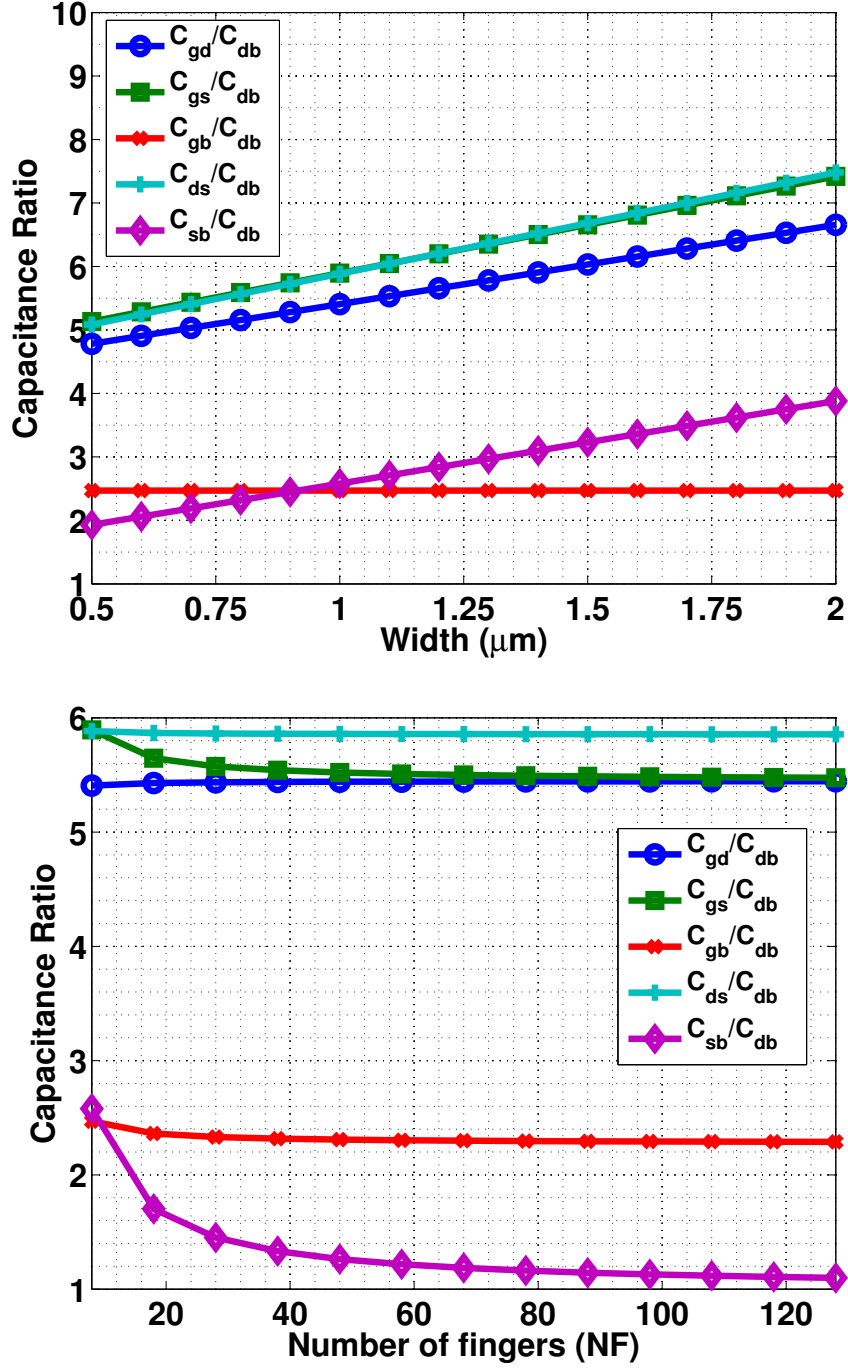 10
9
8
7
6
5
4
3
2
1
Capacitance Ratio
C_gd/C_db
C_gs/C_db
C_gb/C_db
C_ds/C_db
C_sb/C_db
0.5 0.75 1 1.25 1.5 1.75 2
Width (μm)
6
5
4
3
2
1
Capacitance Ratio
C_gd/C_db
C_gs/C_db
C_gb/C_db
C_ds/C_db
C_sb/C_db
20 40 60 80 100 120
Number of fingers (NF)